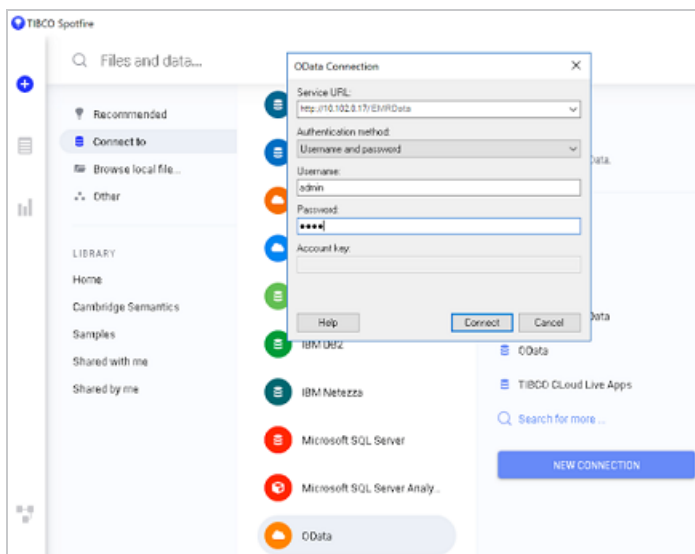 TIBCO Spotfire
Files and data...
Recommended
Connect to
Browse local file...
Other
LIBRARY
Home
Cambridge Semantics
Samples
Shared with me
Shared by me
OData Connection
Service URL:
http://10.102.0.17/EMRData
Authentication method:
Username and password
Username:
admin
Password:
Account key:
Help
Connect
Cancel
IBM DB2
IBM Netezza
Microsoft SQL Server
Microsoft SQL Server Analy...
OData
Data.
Data
OData
TIBCO CLoud Live Apps
Search for more ...
NEW CONNECTION